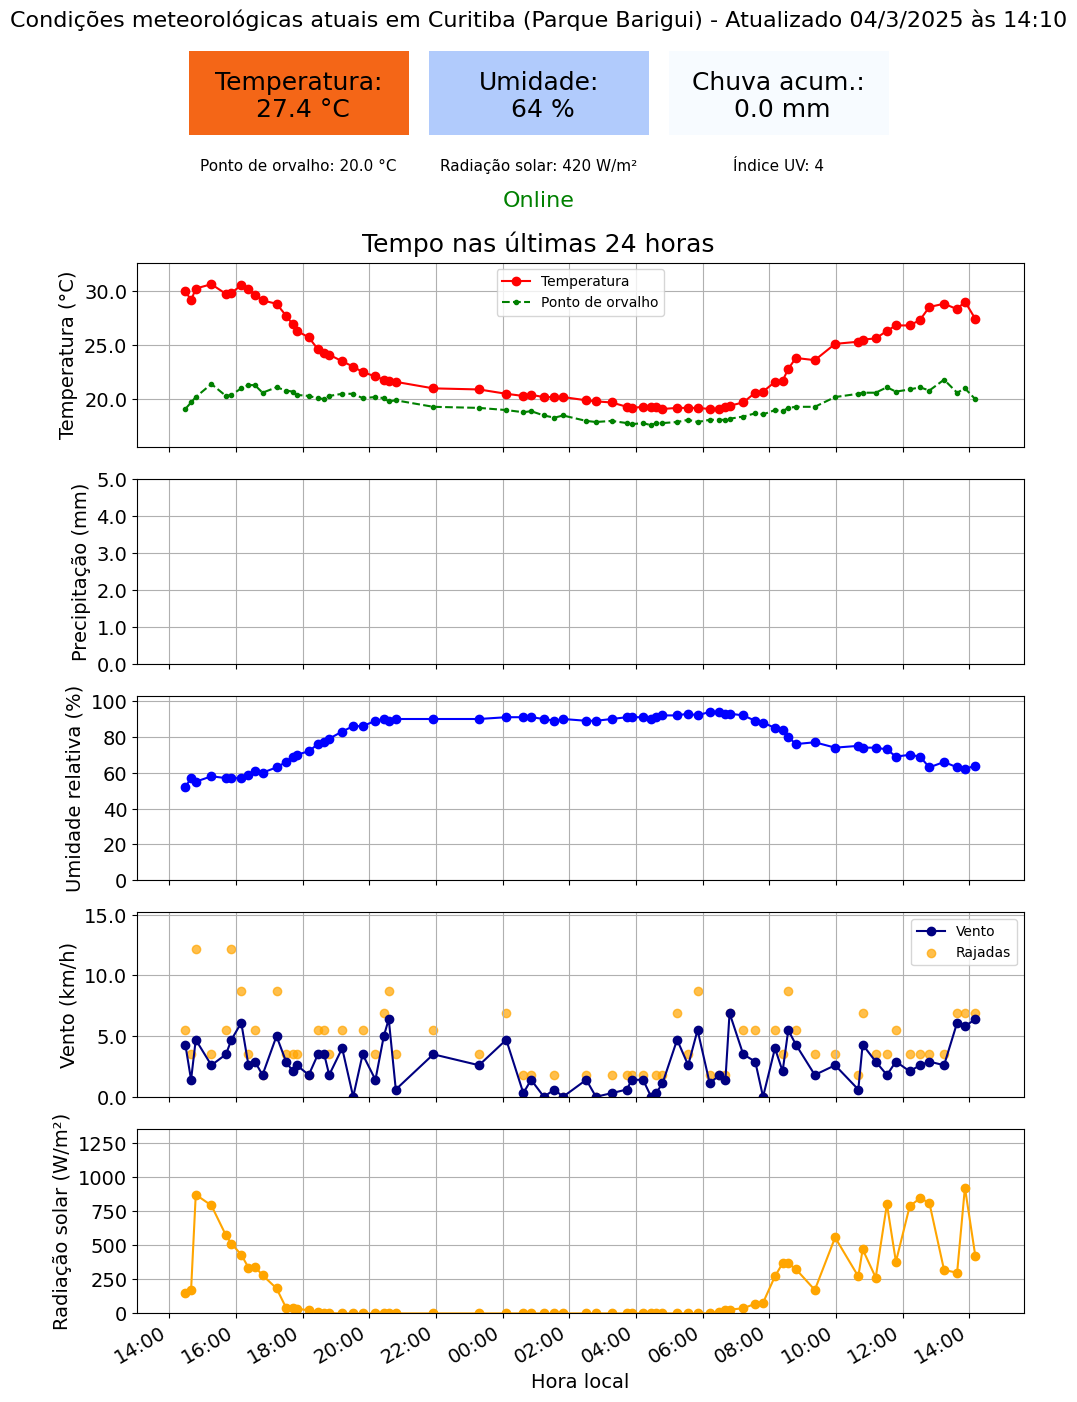 Condições meteorológicas atuais em Curitiba (Parque Barigui) - Atualizado 04/3/2025 às 14:10
Temperatura:
27.4 °C
Umidade:
64 %
Chuva acum.:
0.0 mm
Ponto de orvalho: 20.0 °C
Radiação solar: 420 W/m²
Índice UV: 4
Online
Tempo nas últimas 24 horas
Temperatura (°C)
30.0
25.0
20.0
Temperatura
Ponto de orvalho
Precipitação (mm)
5.0
4.0
3.0
2.0
1.0
0.0
Umidade relativa (%)
100
80
60
40
20
0
Vento (km/h)
15.0
10.0
5.0
0.0
Vento
Rajadas
Radiação solar (W/m²)
1250
1000
750
500
250
0
14:00
16:00
18:00
20:00
22:00
00:00
02:00
04:00
06:00
08:00
10:00
12:00
14:00
Hora local